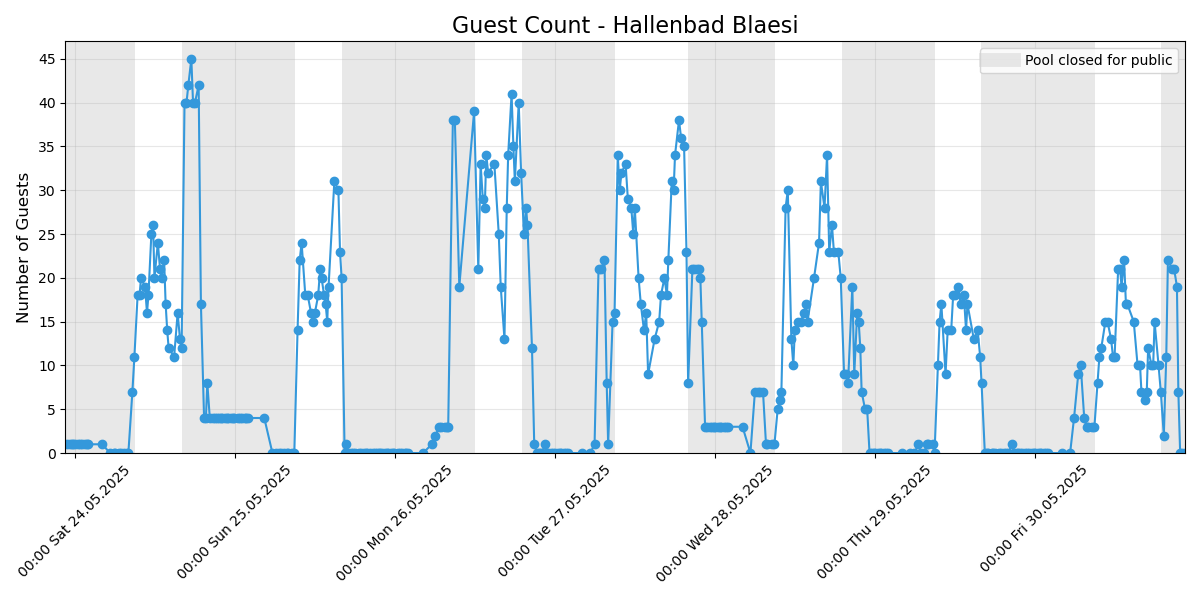 Guest Count - Hallenbad Blaesi
Pool closed for public
Number of Guests
45
40
35
30
25
20
15
10
5
0
00:00 Sat 24.05.2025
00:00 Sun 25.05.2025
00:00 Mon 26.05.2025
00:00 Tue 27.05.2025
00:00 Wed 28.05.2025
00:00 Thu 29.05.2025
00:00 Fri 30.05.2025